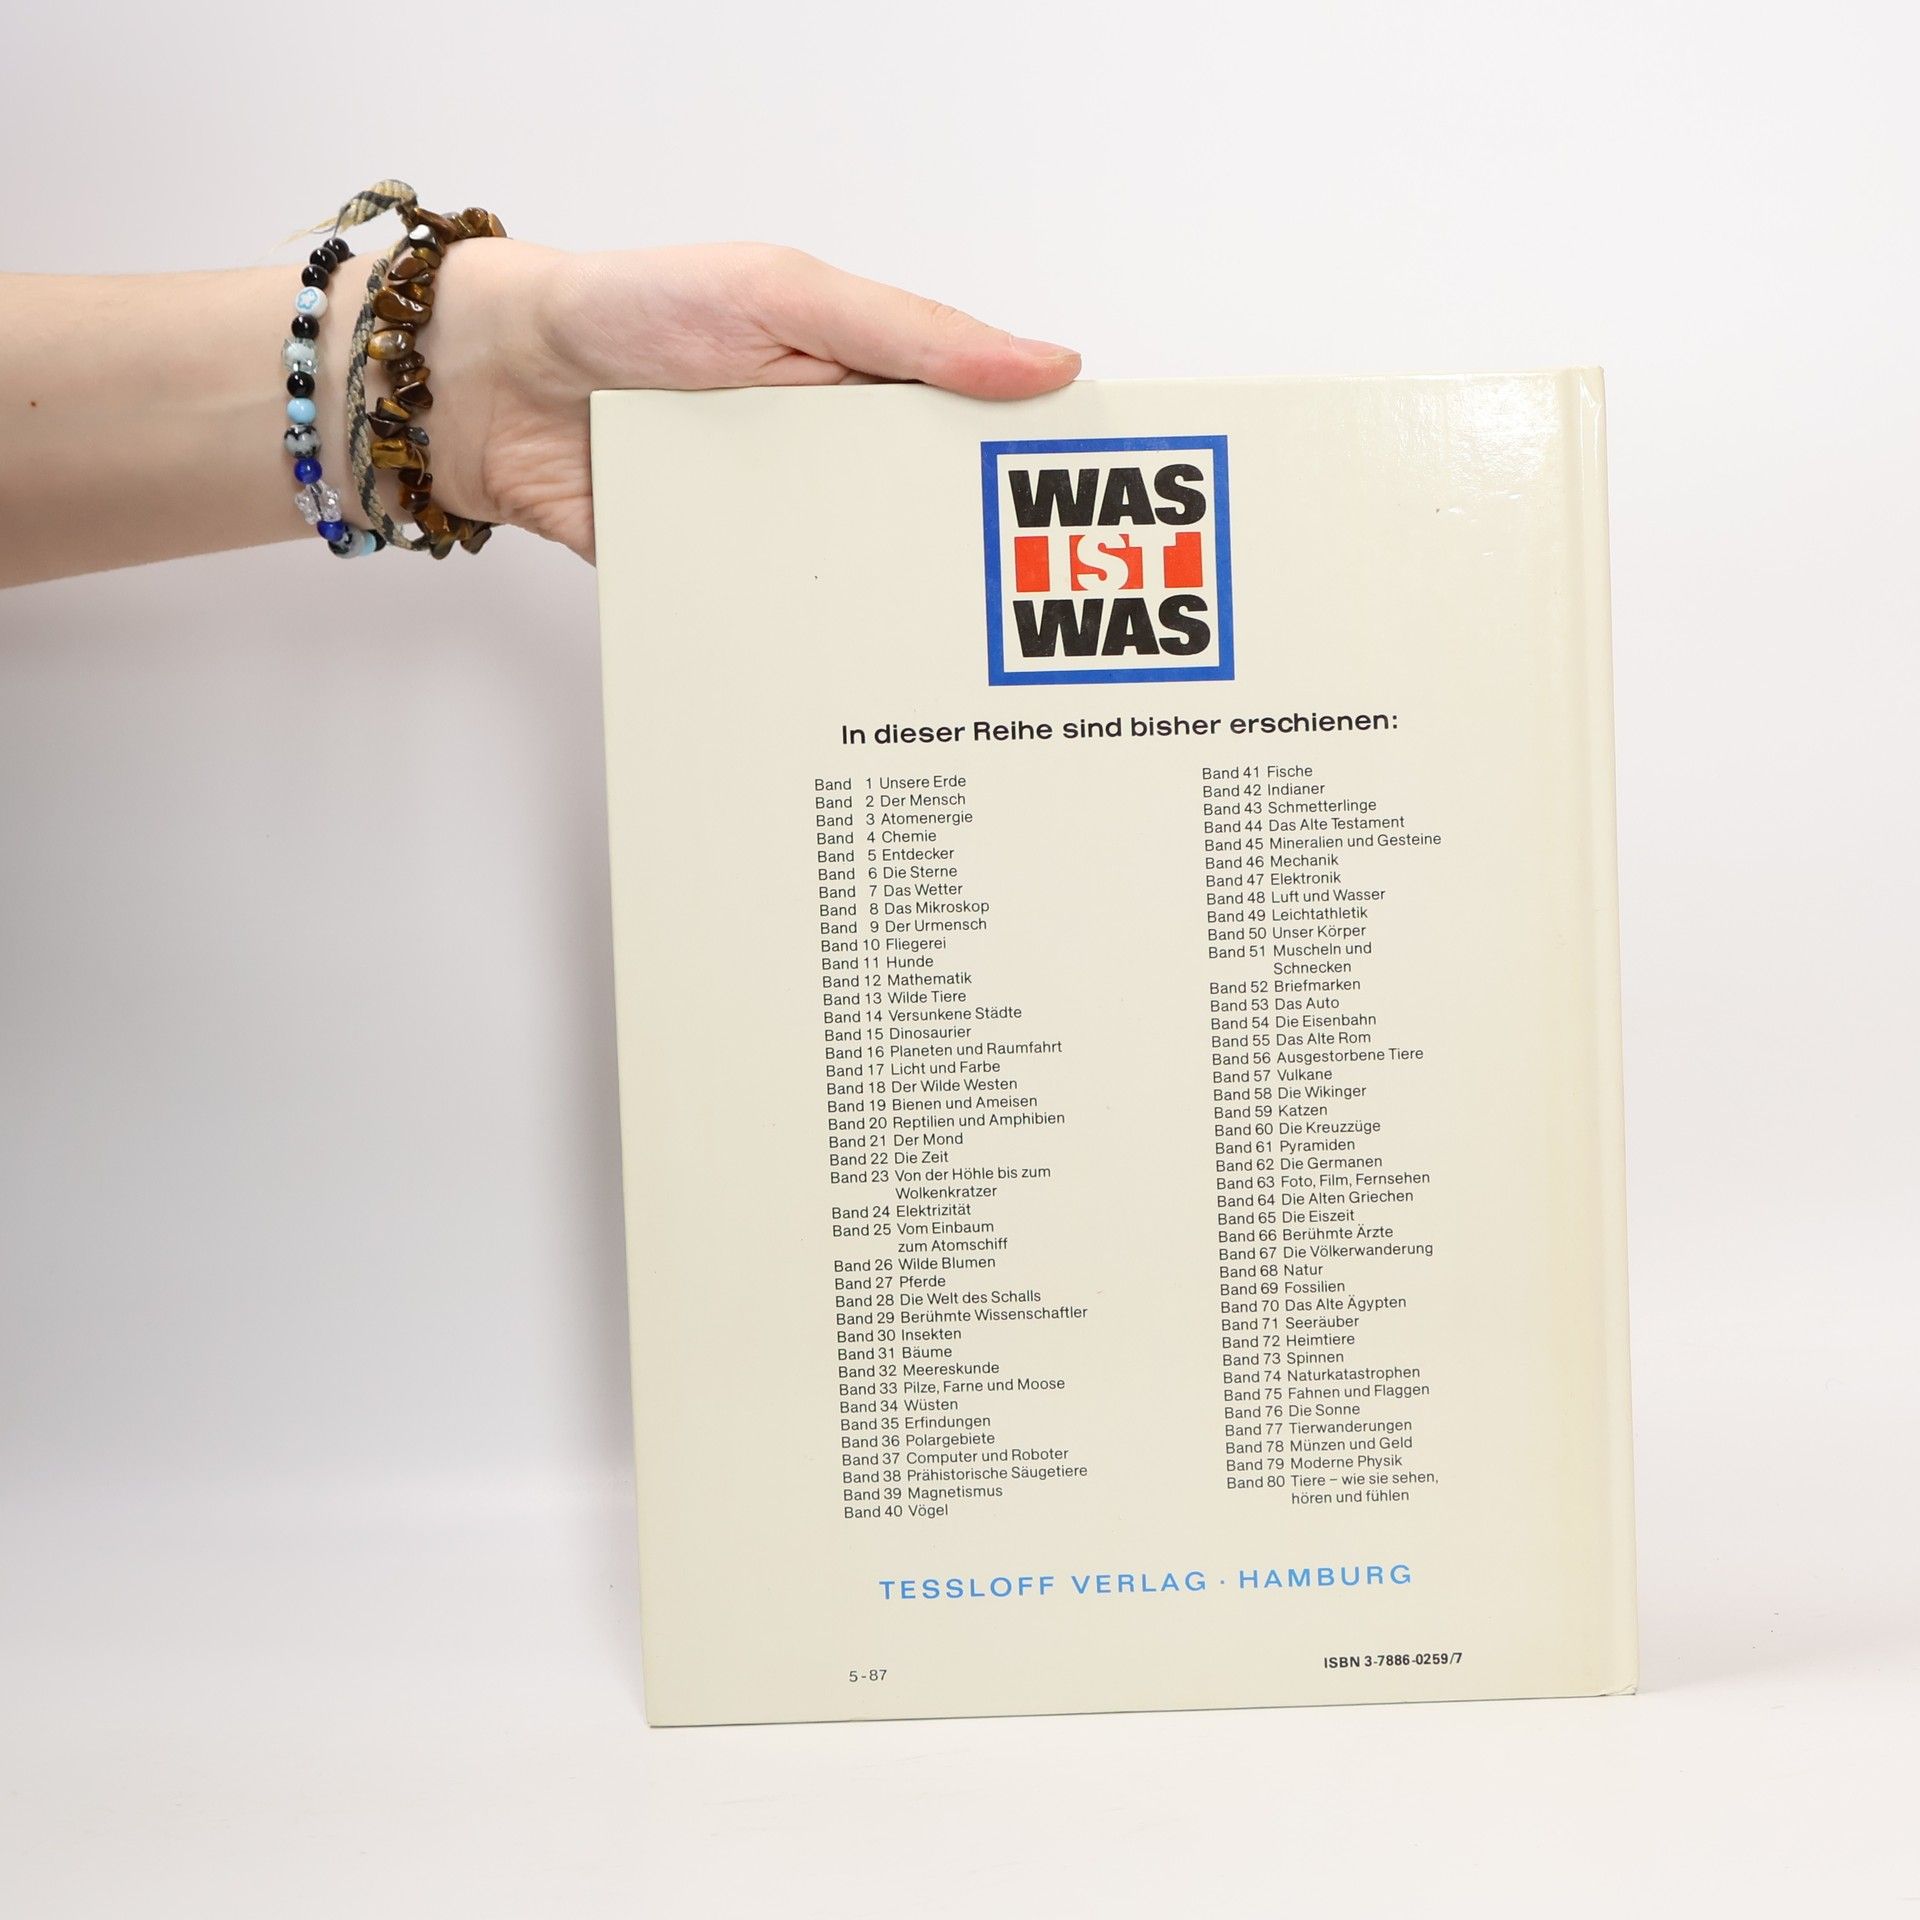 WAS
IST
WAS
In dieser Reihe sind bisher erschienen:
Band 1 Unsere Erde
Band 2 Der Mensch
Band 3 Atomenergie
Band 4 Chemie
Band 5 Entdecker
Band 6 Die Sterne
Band 7 Das Wetter
Band 8 Das Mikroskop
Band 9 Der Urmensch
Band 10 Fliegerei
Band 11 Hunde
Band 12 Mathematik
Band 13 Wilde Tiere
Band 14 Versunkene Städte
Band 15 Dinosaurier
Band 16 Planeten und Raumfahrt
Band 17 Licht und Farbe
Band 18 Der Wilde Westen
Band 19 Bienen und Ameisen
Band 20 Reptilien und Amphibien
Band 21 Der Mond
Band 22 Die Zeit
Band 23 Von der Höhle bis zum
Wolkenkratzer
Band 24 Elektrizität
Band 25 Vom Einbaum
zum Atomschiff
Band 26 Wilde Blumen
Band 27 Pferde
Band 28 Die Welt des Schalls
Band 29 Berühmte Wissenschaftler
Band 30 Insekten
Band 31 Bäume
Band 32 Meereskunde
Band 33 Pilze, Farne und Moose
Band 34 Wüsten
Band 35 Erfindungen
Band 36 Polargebiete
Band 37 Computer und Roboter
Band 38 Prähistorische Säugetiere
Band 39 Magnetismus
Band 40 Vögel
Band 41 Fische
Band 42 Indianer
Band 43 Schmetterlinge
Band 44 Das Alte Testament
Band 45 Mineralien und Gesteine
Band 46 Mechanik
Band 47 Elektronik
Band 48 Luft und Wasser
Band 49 Leichtathletik
Band 50 Unser Körper
Band 51 Muscheln und
Schnecken
Band 52 Briefmarken
Band 53 Das Auto
Band 54 Die Eisenbahn
Band 55 Das Alte Rom
Band 56 Ausgestorbene Tiere
Band 57 Vulkane
Band 58 Die Wikinger
Band 59 Katzen
Band 60 Die Kreuzzüge
Band 61 Pyramiden
Band 62 Die Germanen
Band 63 Foto, Film, Fernsehen
Band 64 Die Alten Griechen
Band 65 Die Eiszeit
Band 66 Berühmte Ärzte
Band 67 Die Völkerwanderung
Band 68 Natur
Band 69 Fossilien
Band 70 Das Alte Ägypten
Band 71 Seeräuber
Band 72 Heimtiere
Band 73 Spinnen
Band 74 Naturkatastrophen
Band 75 Fahnen und Flaggen
Band 76 Die Sonne
Band 77 Tierwanderungen
Band 78 Münzen und Geld
Band 79 Moderne Physik
Band 80 Tiere – wie sie sehen,
hören und fühlen
TESSLOFF VERLAG · HAMBURG
5-87
ISBN 3-7886-0259/7